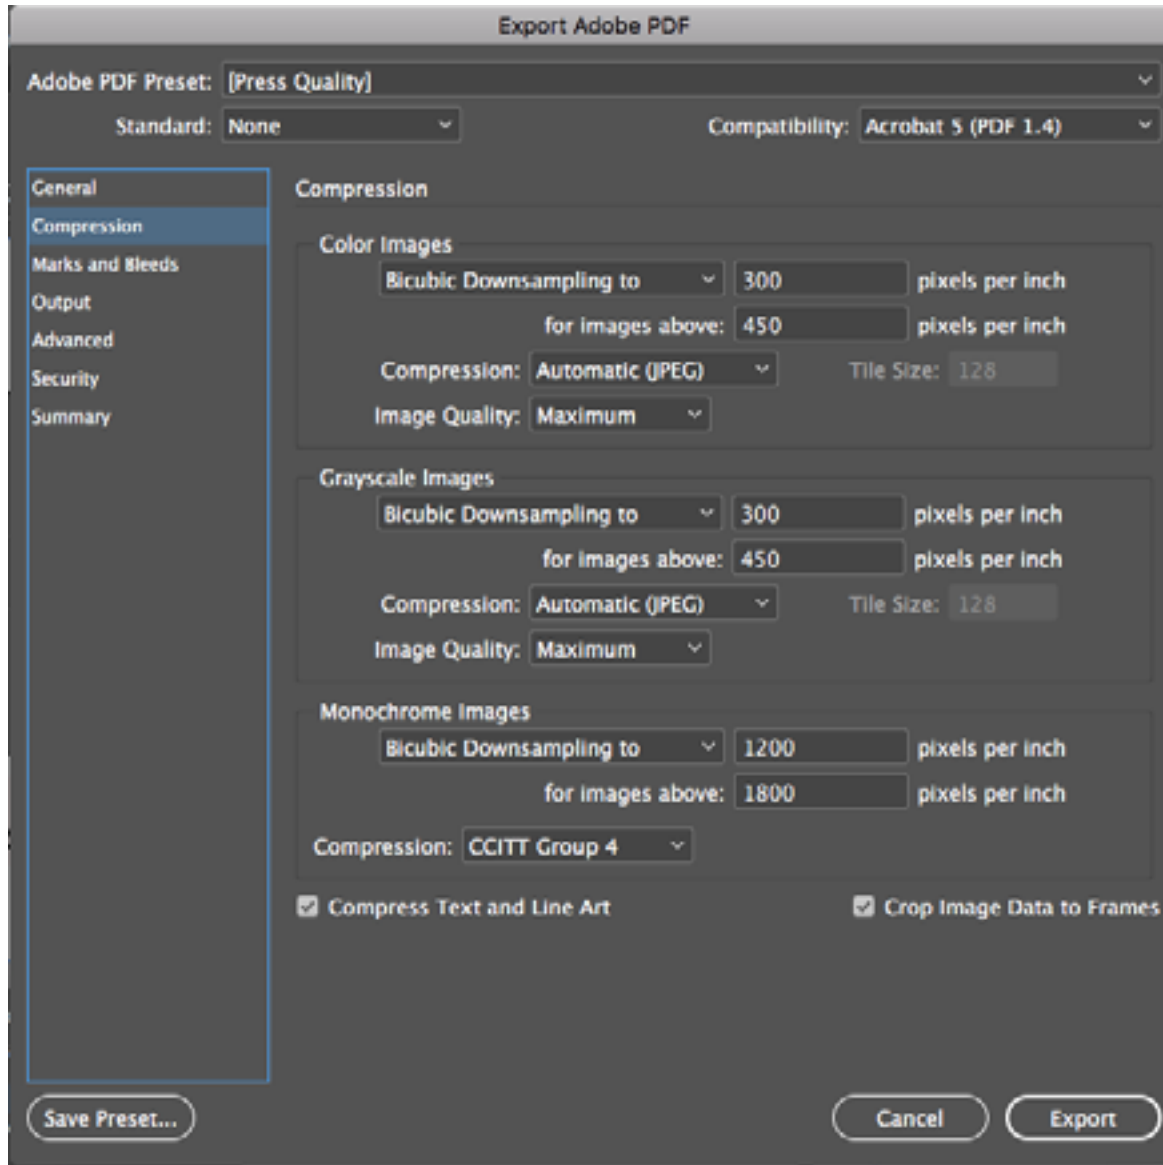 Export Adobe PDF
Adobe PDF Preset: [Press Quality]
Standard: None Compatibility: Acrobat 5 (PDF 1.4)
General
Compression
Marks and Bleeds
Output
Advanced
Security
Summary
Compression
Color Images
Bicubic Downsampling to 300 pixels per inch
for images above: 450 pixels per inch
Compression: Automatic (JPEG) Tile Size: 128
Image Quality: Maximum
Grayscale Images
Bicubic Downsampling to 300 pixels per inch
for images above: 450 pixels per inch
Compression: Automatic (JPEG) Tile Size: 128
Image Quality: Maximum
Monochrome Images
Bicubic Downsampling to 1200 pixels per inch
for images above: 1800 pixels per inch
Compression: CCITT Group 4
Compress Text and Line Art Crop Image Data to Frames
Save Preset... Cancel Export